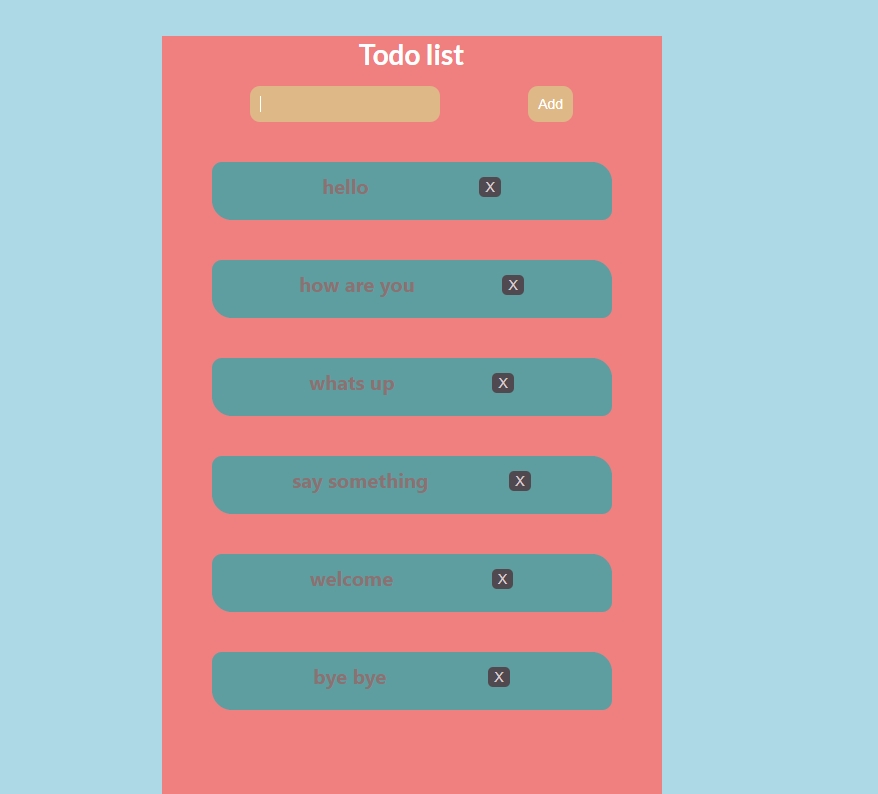 Todo list
Add
hello X
how are you X
whats up X
say something X
welcome X
bye bye X